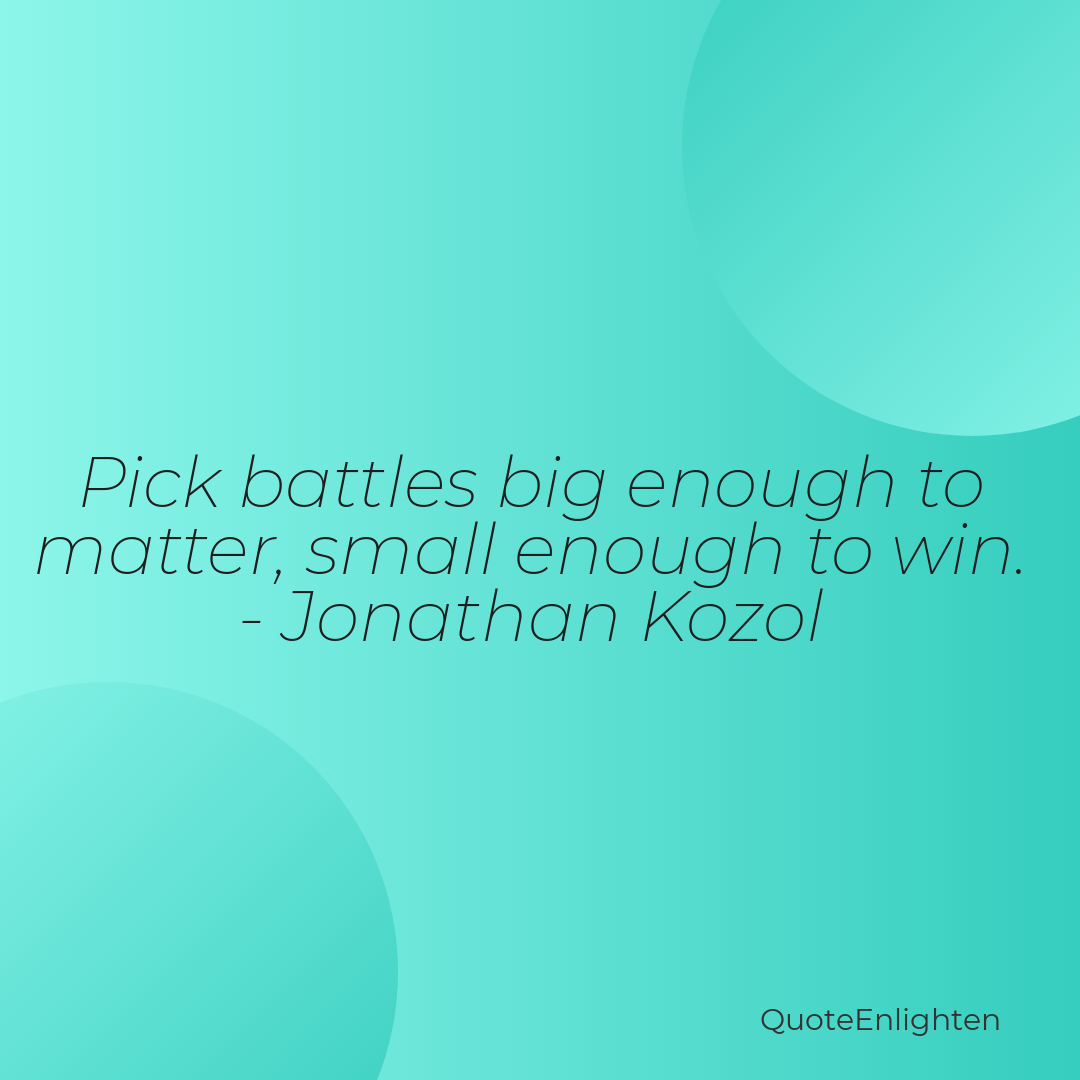 Pick battles big enough to
matter, small enough to win.
- Jonathan Kozol
QuoteEnlighten